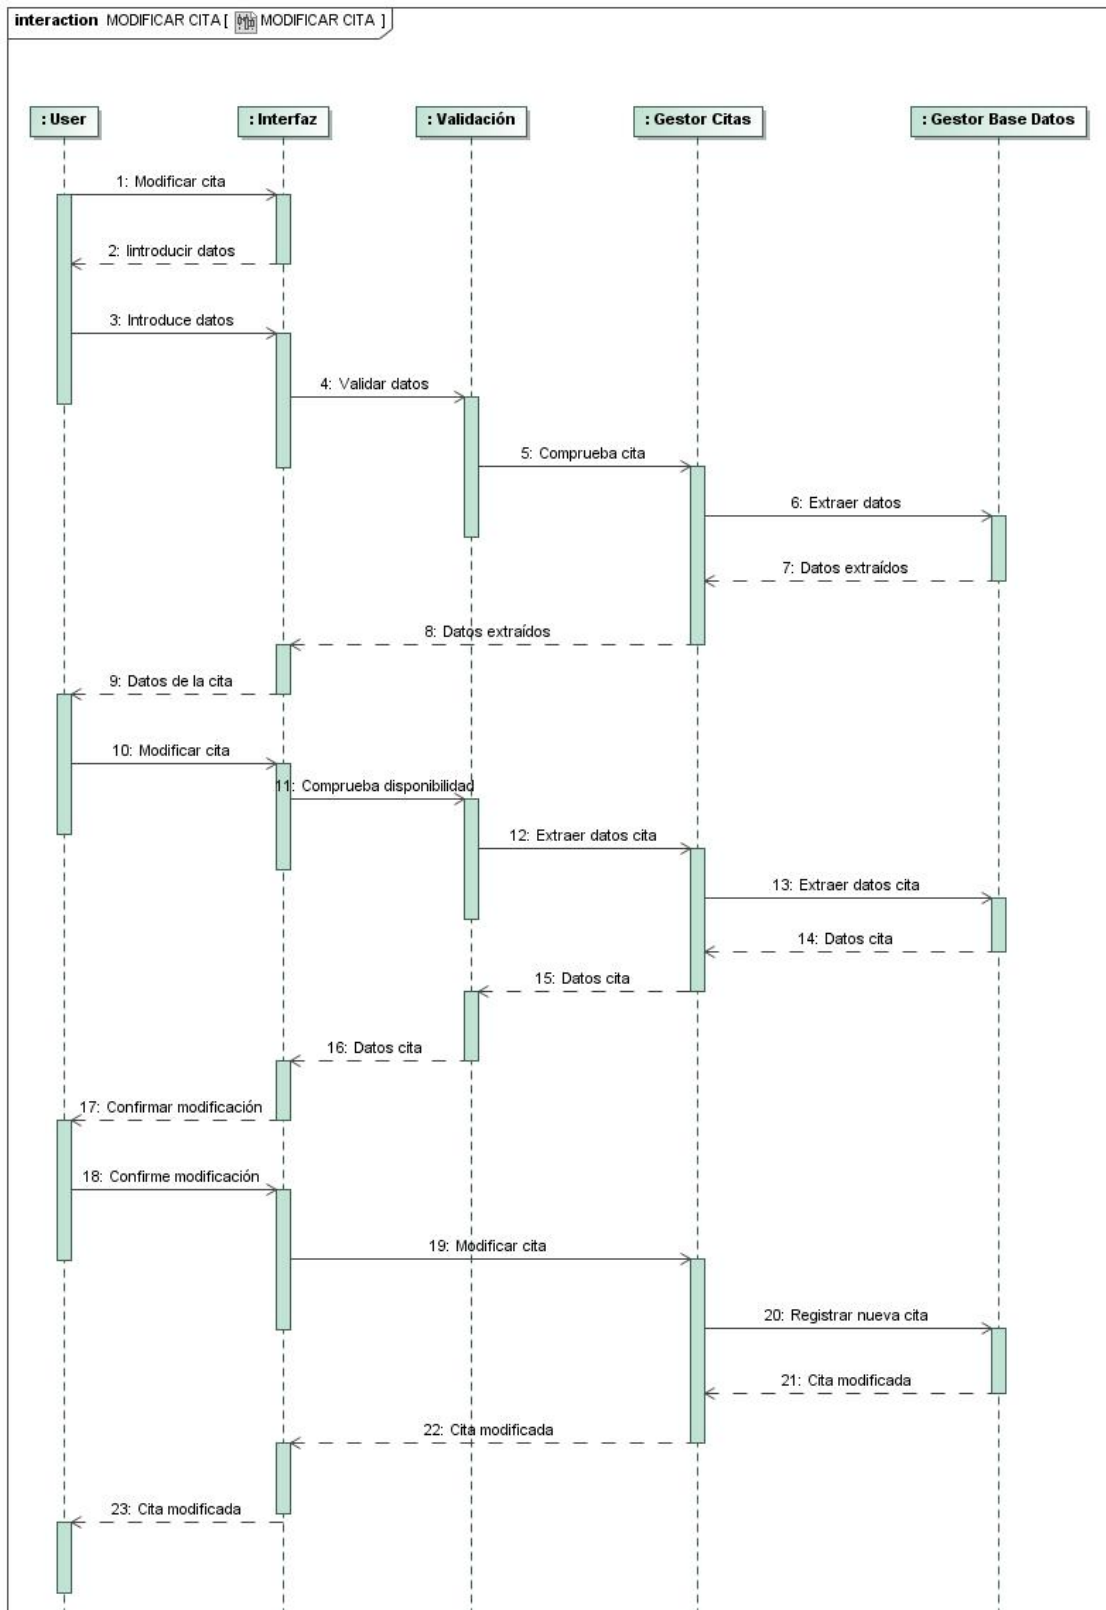 interaction MODIFICAR CITA [ MODIFICAR CITA ]
: User : Interfaz : Validación : Gestor Citas : Gestor Base Datos
1: Modificar cita
2: Iintroducir datos
3: Introduce datos
4: Validar datos
5: Comprueba cita
6: Extraer datos
7: Datos extraídos
8: Datos extraídos
9: Datos de la cita
10: Modificar cita
11: Comprueba disponibilidad
12: Extraer datos cita
13: Extraer datos cita
14: Datos cita
15: Datos cita
16: Datos cita
17: Confirmar modificación
18: Confirme modificación
19: Modificar cita
20: Registrar nueva cita
21: Cita modificada
22: Cita modificada
23: Cita modificada